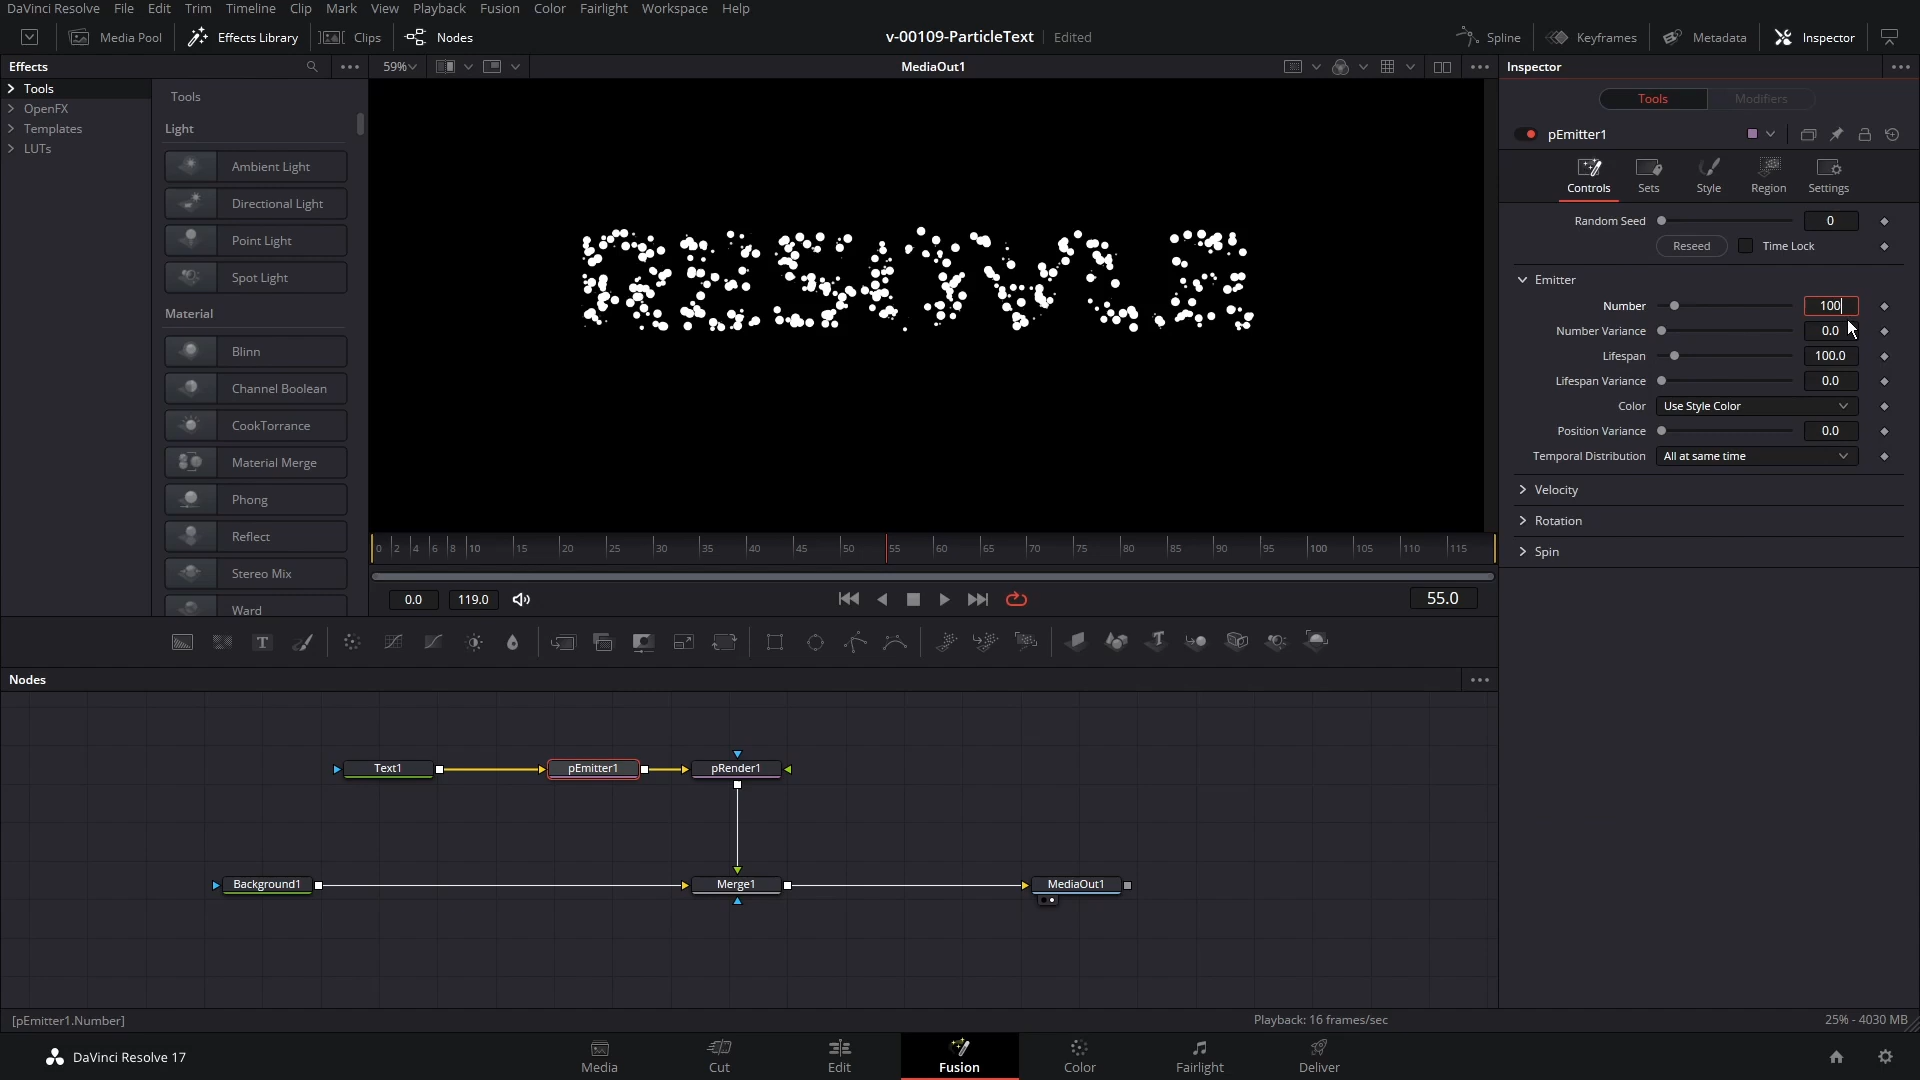 DaVinci Resolve File Edit Trim Timeline Clip Mark View Playback Fusion Color Fairlight Workspace Help
Media Pool Effects Library Clips Nodes v-00109-ParticleText Edited Spline Keyframes Metadata Inspector
Effects 59% MediaOut1 Inspector
Tools
OpenFX
Templates
LUTs
Tools
Light
Ambient Light
Directional Light
Point Light
Spot Light
Material
Blinn
Channel Boolean
CookTorrance
Material Merge
Phong
Reflect
Stereo Mix
Ward
RESOVLE
0 2 4 6 8 10 15 20 25 30 35 40 45 50 55 60 65 70 75 80 85 90 95 100 105 110 115
0.0 119.0 55.0
Tools Modifiers
pEmitter1
Controls Sets Style Region Settings
Random Seed 0
Reseed Time Lock
Emitter
Number 100
Number Variance 0.0
Lifespan 100.0
Lifespan Variance 0.0
Color Use Style Color
Position Variance 0.0
Temporal Distribution All at same time
Velocity
Rotation
Spin
Nodes
Text1 pEmitter1 pRender1
Background1 Merge1 MediaOut1
[pEmitter1.Number] Playback: 16 frames/sec 25% - 4030 MB
DaVinci Resolve 17 Media Cut Edit Fusion Color Fairlight Deliver